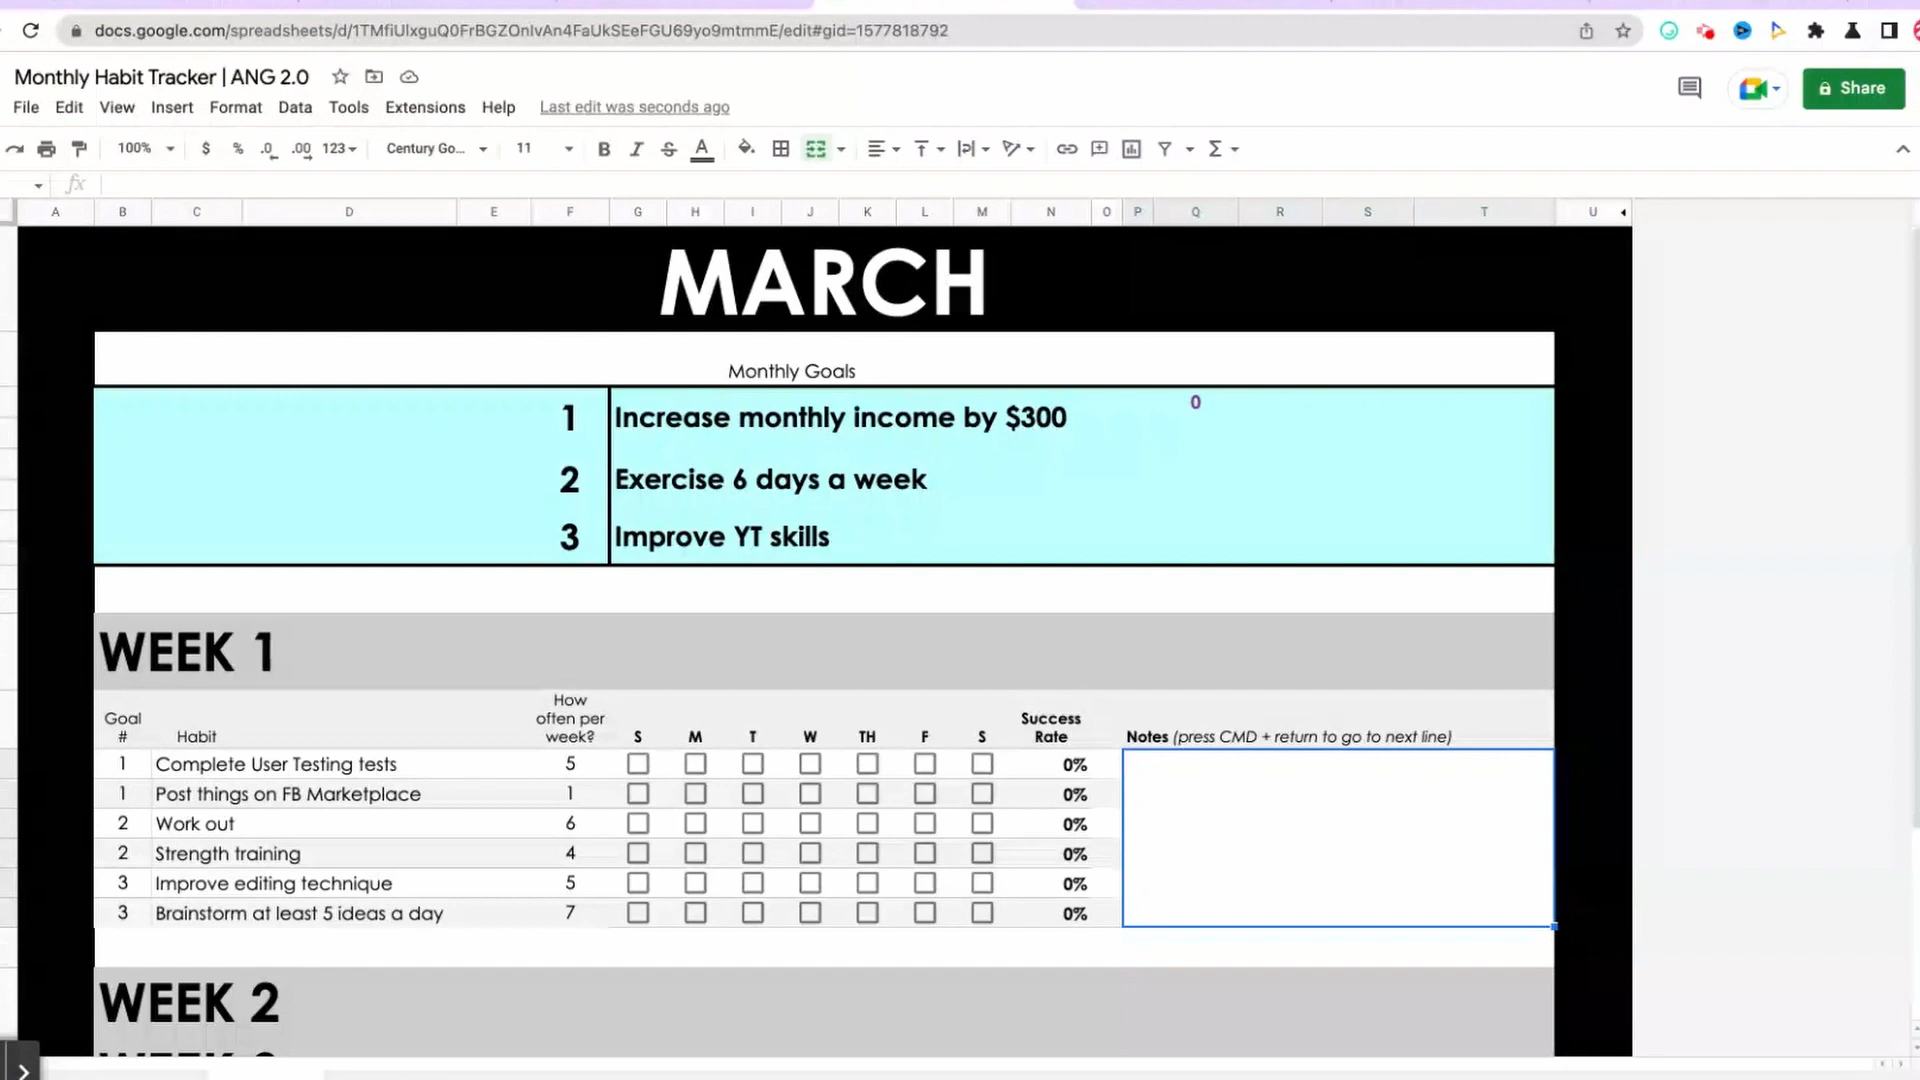 docs.google.com/spreadsheets/d/1TMfiUlxguQ0FrBGZOnlvAn4FaUkSEeFGU69yo9mtmmE/edit#gid=1577818792
Monthly Habit Tracker | ANG 2.0
Share
File Edit View Insert Format Data Tools Extensions Help Last edit was seconds ago
100% $ % .0 .00 123 Century Go... 11 B I S A Σ
fx
A B C D E F G H I J K L M N O P Q R S T U
MARCH
Monthly Goals
1 Increase monthly income by $300 0
2 Exercise 6 days a week
3 Improve YT skills
WEEK 1
Goal # Habit How often per week? S M T W TH F S Success Rate Notes (press CMD + return to go to next line)
1 Complete User Testing tests 5 0%
1 Post things on FB Marketplace 1 0%
2 Work out 6 0%
2 Strength training 4 0%
3 Improve editing technique 5 0%
3 Brainstorm at least 5 ideas a day 7 0%
WEEK 2